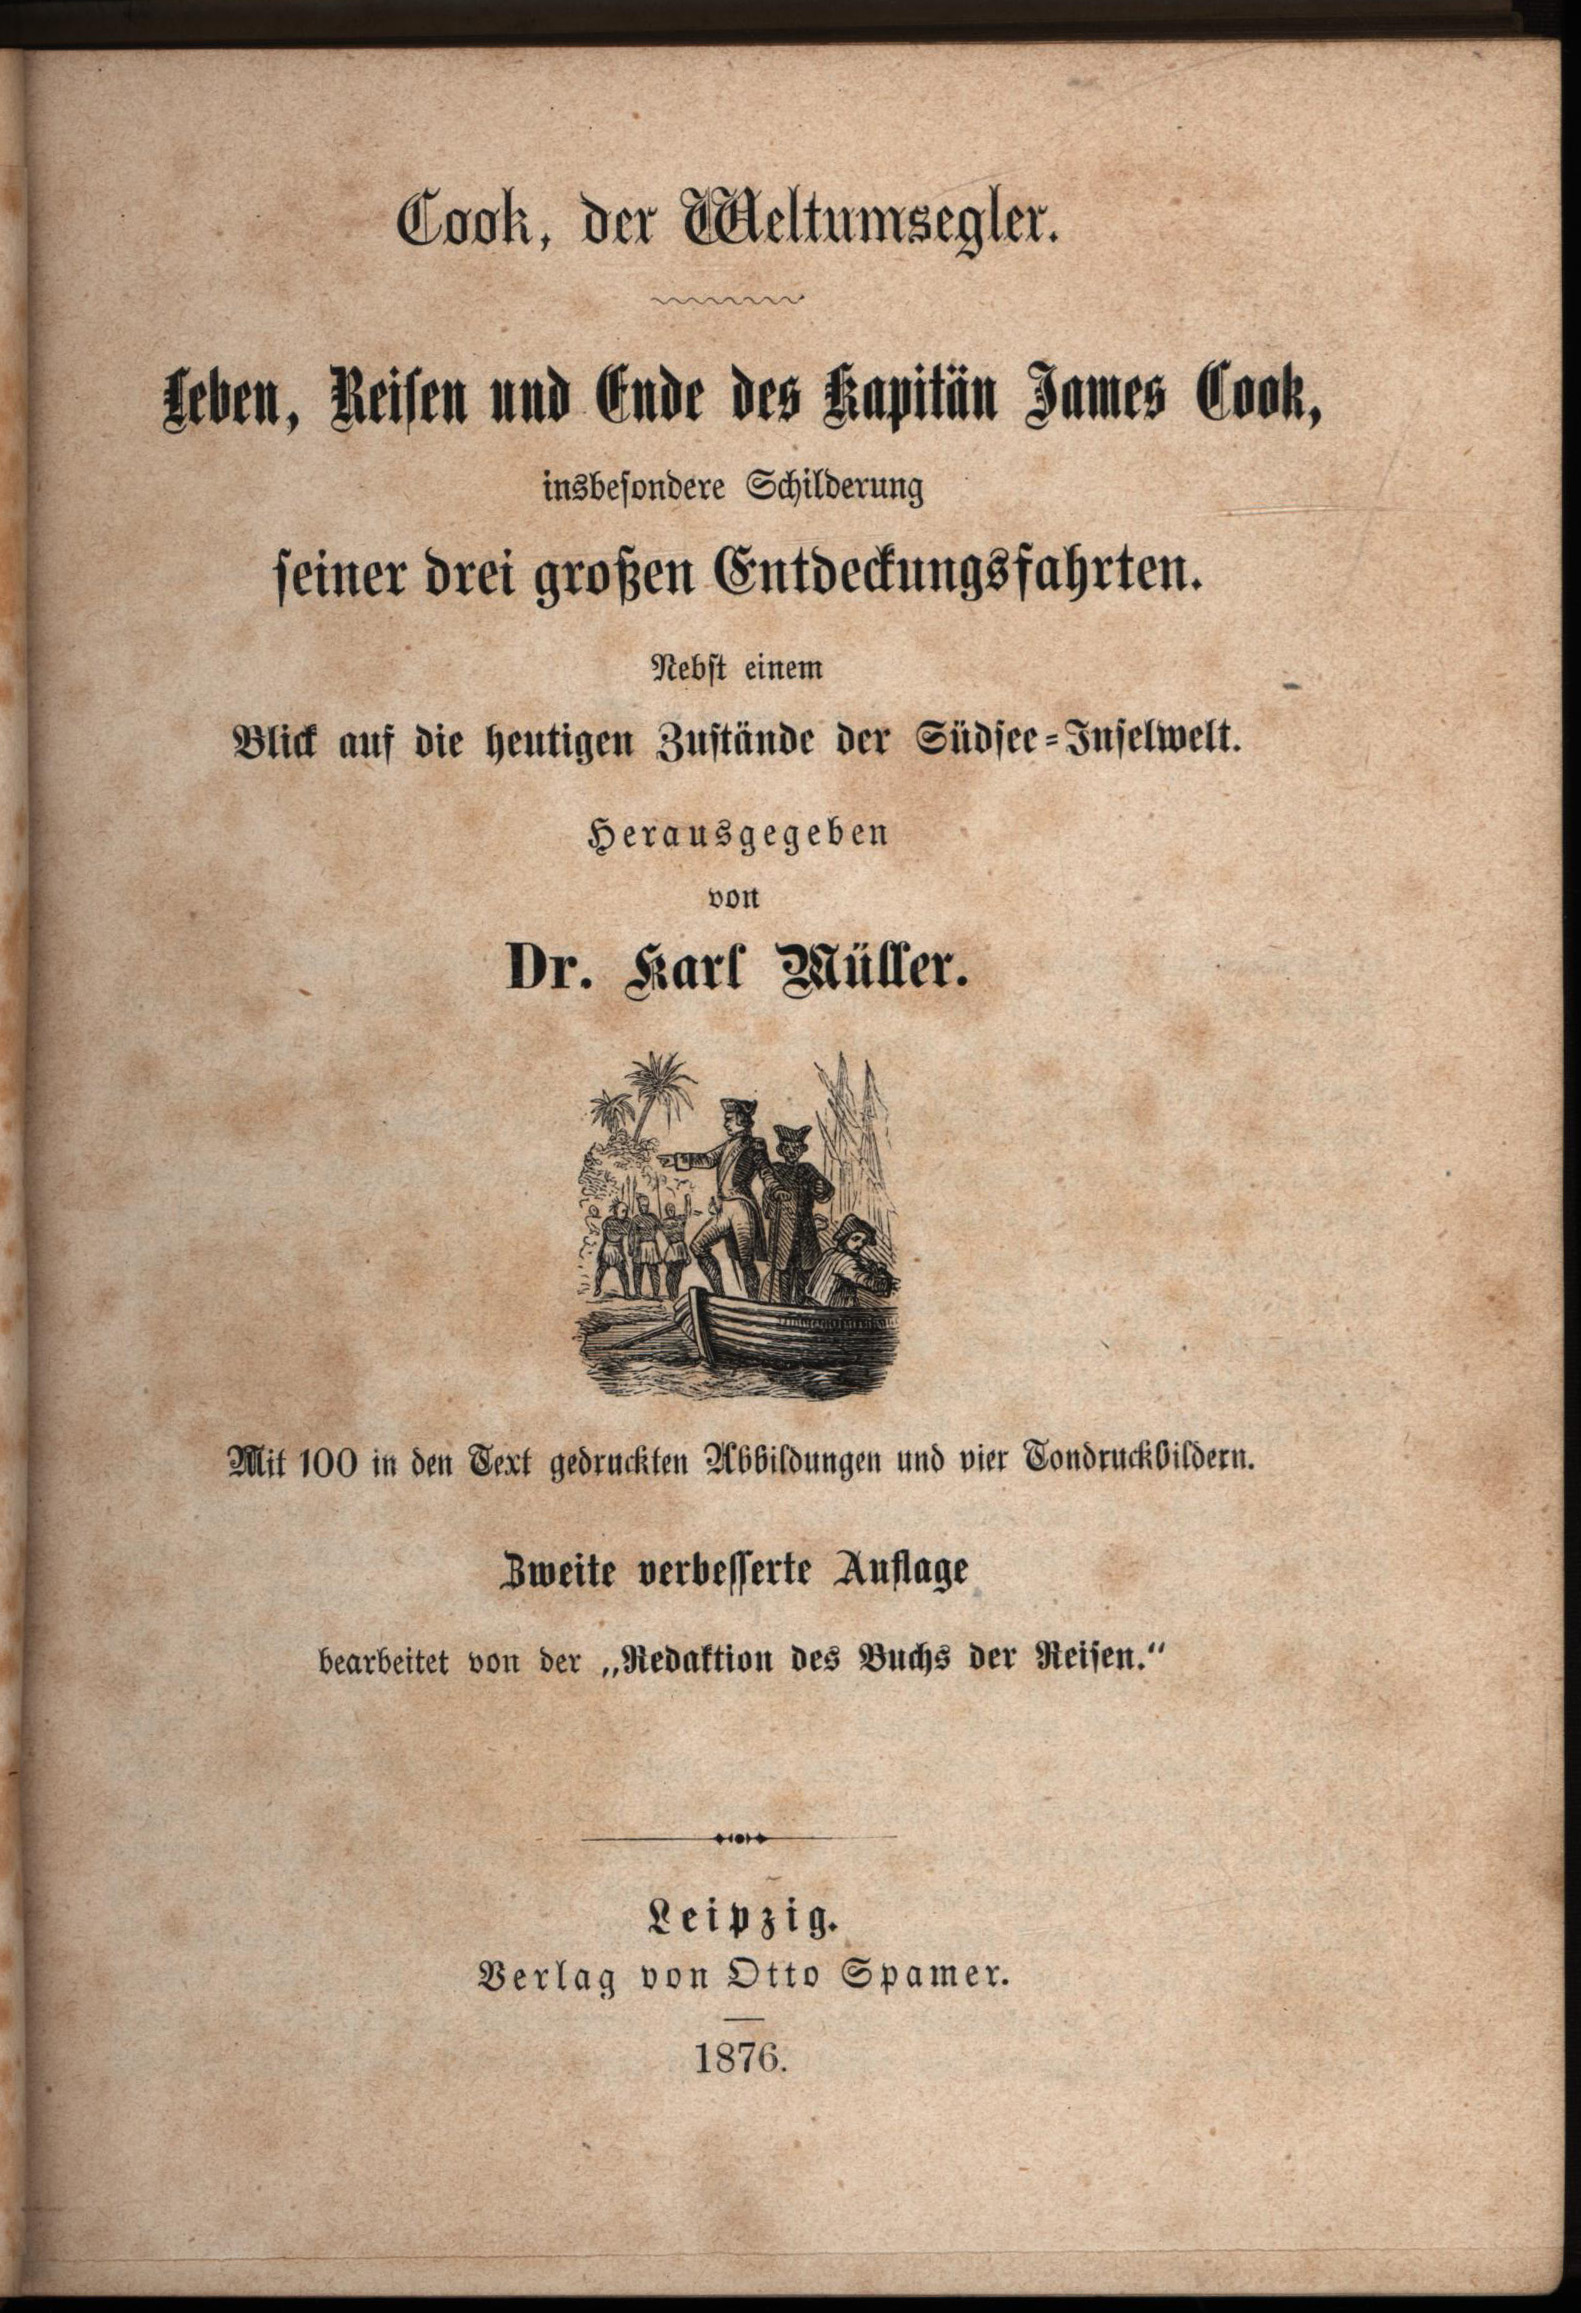 Cook, der Weltumsegler.
Leben, Reisen und Ende des Kapitän James Cook,
insbesondere Schilderung
seiner drei großen Entdeckungsfahrten.
Nebst einem
Blick auf die heutigen Zustände der Südsee-Inselwelt.
Herausgegeben
von
Dr. Karl Müller.
Mit 100 in den Text gedruckten Abbildungen und vier Tondruckbildern.
Zweite verbesserte Auflage
bearbeitet von der „Redaktion des Buchs der Reisen.“
Leipzig.
Verlag von Otto Spamer.
1876.